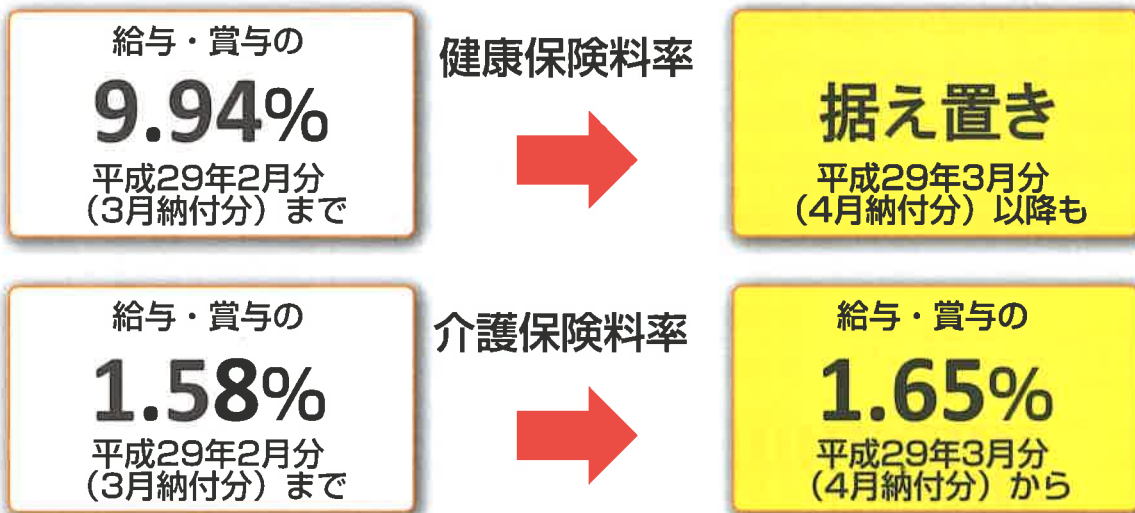 給与・賞与の
9.94%
平成29年2月分
（3月納付分）まで
健康保険料率
据え置き
平成29年3月分
（4月納付分）以降も
給与・賞与の
1.58%
平成29年2月分
（3月納付分）まで
介護保険料率
給与・賞与の
1.65%
平成29年3月分
（4月納付分）から